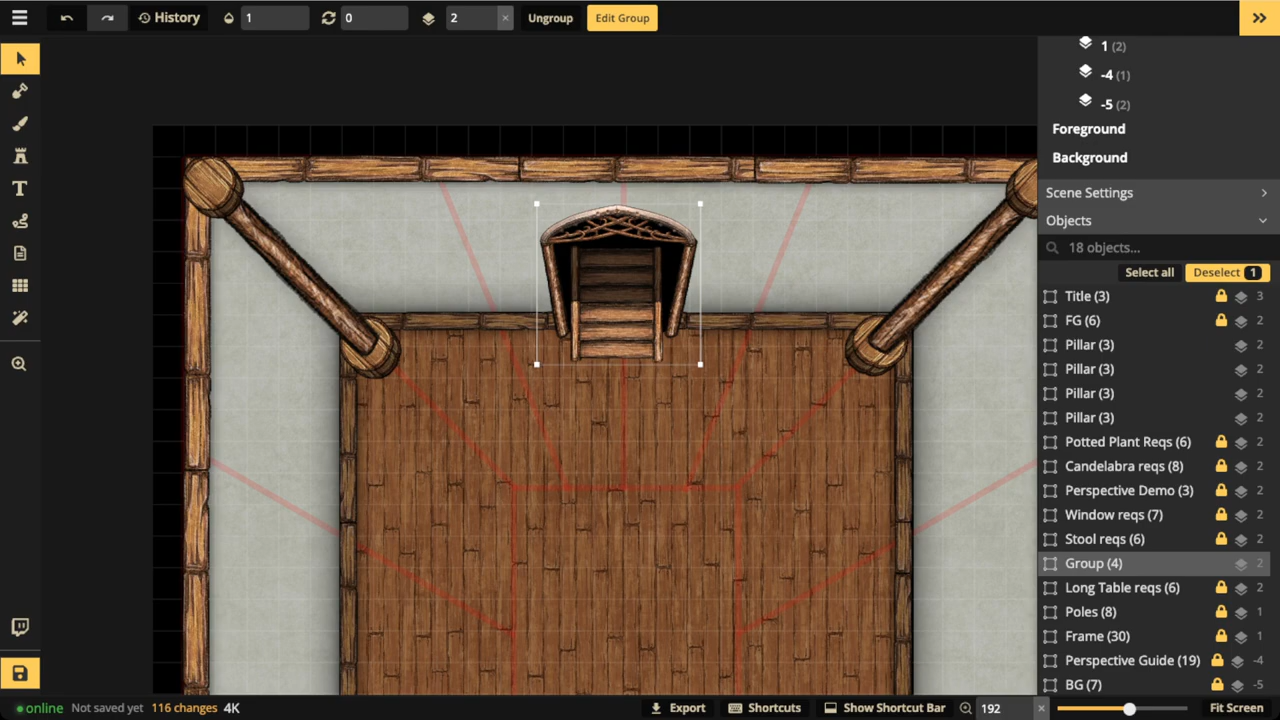 History
1
0
2
×
Ungroup
Edit Group
1 (2)
-4 (1)
-5 (2)
Foreground
Background
Scene Settings
Objects
18 objects...
Select all
Deselect 1
Title (3) 3
FG (6) 2
Pillar (3) 2
Pillar (3) 2
Pillar (3) 2
Pillar (3) 2
Potted Plant Reqs (6) 2
Candelabra reqs (8) 2
Perspective Demo (3) 2
Window reqs (7) 2
Stool reqs (6) 2
Group (4) 2
Long Table reqs (6) 2
Poles (8) 1
Frame (30) 1
Perspective Guide (19) -4
BG (7) -5
T
online
Not saved yet
116 changes
4K
Export
Shortcuts
Show Shortcut Bar
192
×
Fit Screen